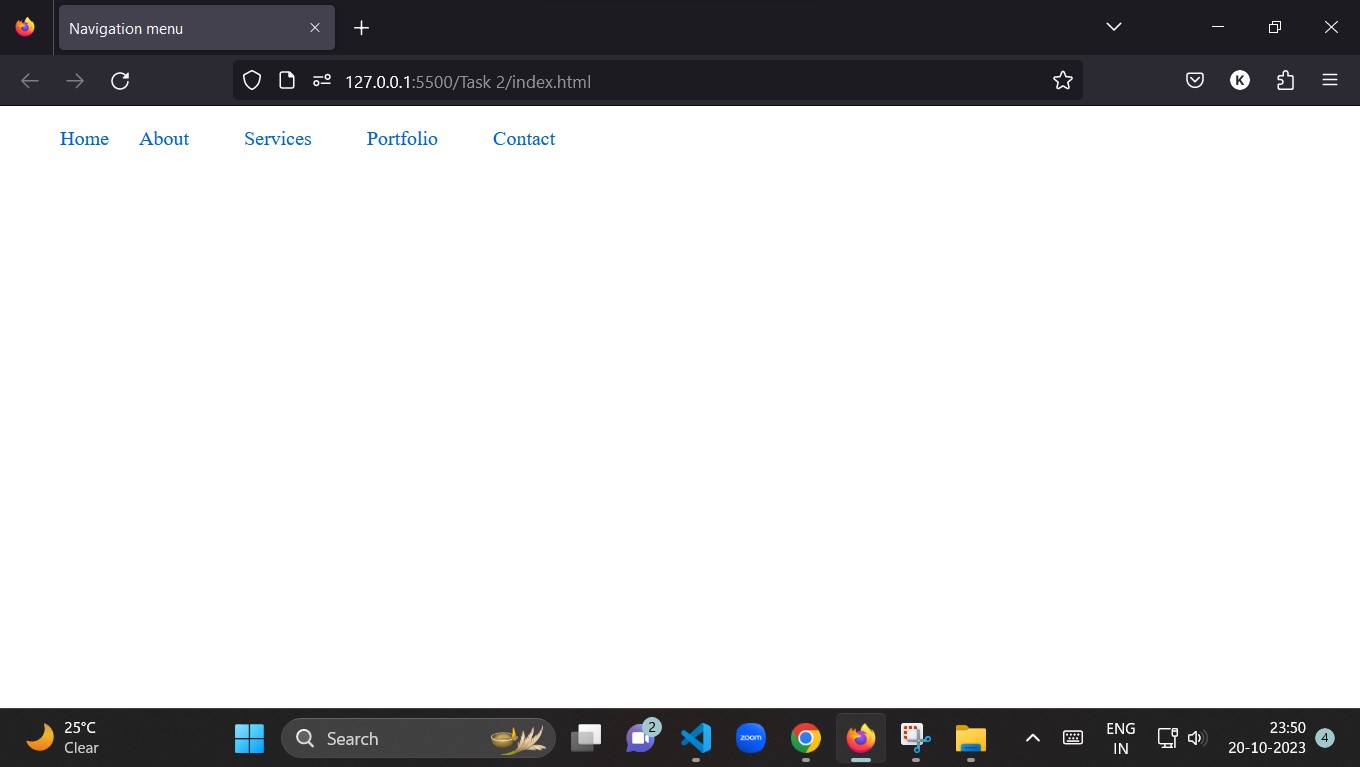 Navigation menu
127.0.0.1:5500/Task 2/index.html
K
Home About Services Portfolio Contact
25°C
Clear
Search
2
zoom
ENG
IN
23:50
20-10-2023
4